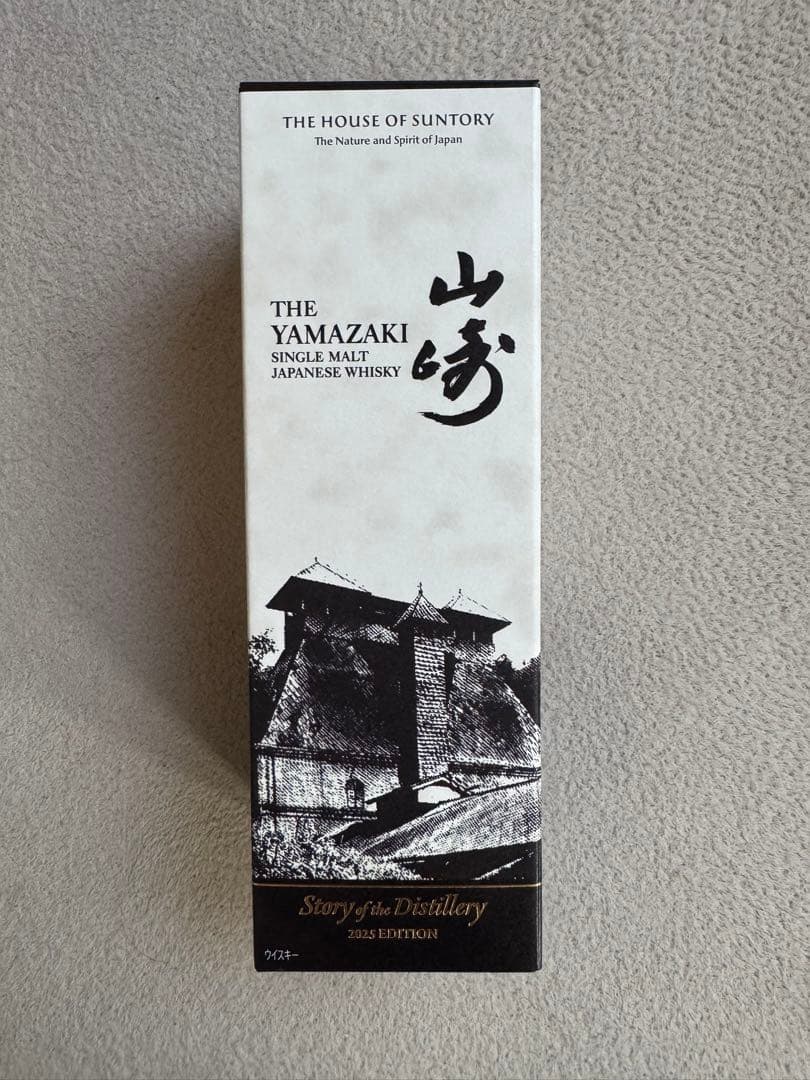 THE HOUSE OF SUNTORY
The Nature and Spirit of Japan
山崎
THE
YAMAZAKI
SINGLE MALT
JAPANESE WHISKY
Story of the Distillery
2025 EDITION
ウイスキー